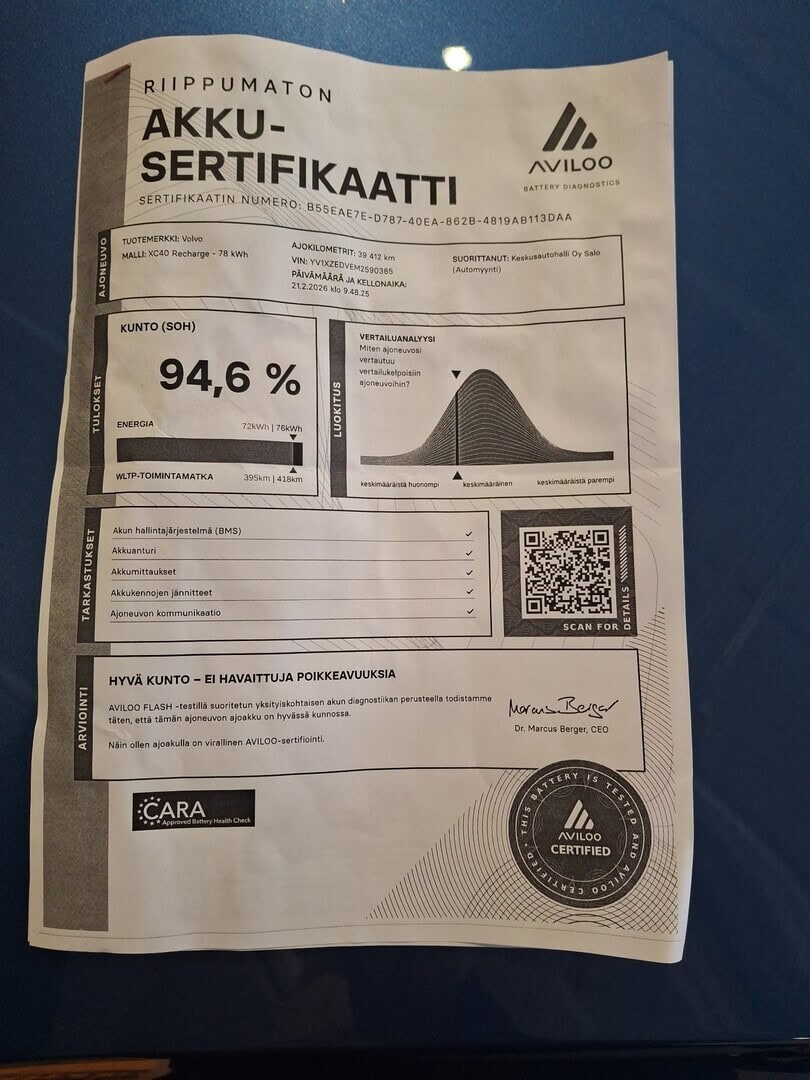 RIIPPUMATON
AKKU-
SERTIFIKAATTI
SERTIFIKAATIN NUMERO: B55EAE7E-D787-40EA-862B-4819AB113DAA
AVILOO
BATTERY DIAGNOSTICS
AJONEUVO
TUOTEMERKKI: Volvo
MALLI: XC40 Recharge - 78 kWh
AJOKILOMETRIT: 39 412 km
VIN: YV1XZEDVEM2590385
PÄIVÄMÄÄRÄ JA KELLONAIKA:
21.2.2026 klo 9.48.25
SUORITTANUT: Keskusautohalli Oy Salo
(Automyynti)
TULOKSET
KUNTO (SOH)
94,6 %
ENERGIA
72kWh | 76kWh
WLTP-TOIMINTAMATKA
395km | 418km
LUOKITUS
VERTAILUANALYYSI
Miten ajoneuvosi
vertautuu
vertailukelpoisiin
ajoneuvoihin?
keskimääräistä huonompi
keskimääräinen
keskimääräistä parempi
TARKASTUKSET
Akun hallintajärjestelmä (BMS)
Akkuanturi
Akkumittaukset
Akkukennojen jännitteet
Ajoneuvon kommunikaatio
SCAN FOR DETAILS
ARVIOINTI
HYVÄ KUNTO – EI HAVAITTUJA POIKKEAVUUKSIA
AVILOO FLASH -testillä suoritetun yksityiskohtaisen akun diagnostiikan perusteella todistamme
täten, että tämän ajoneuvon ajoakku on hyvässä kunnossa.
Näin ollen ajoakulla on virallinen AVILOO-sertifiointi.
Marcus Berger
Dr. Marcus Berger, CEO
CARA
Approved Battery Health Check
THIS BATTERY IS TESTED AND AVILOO CERTIFIED
AVILOO
CERTIFIED